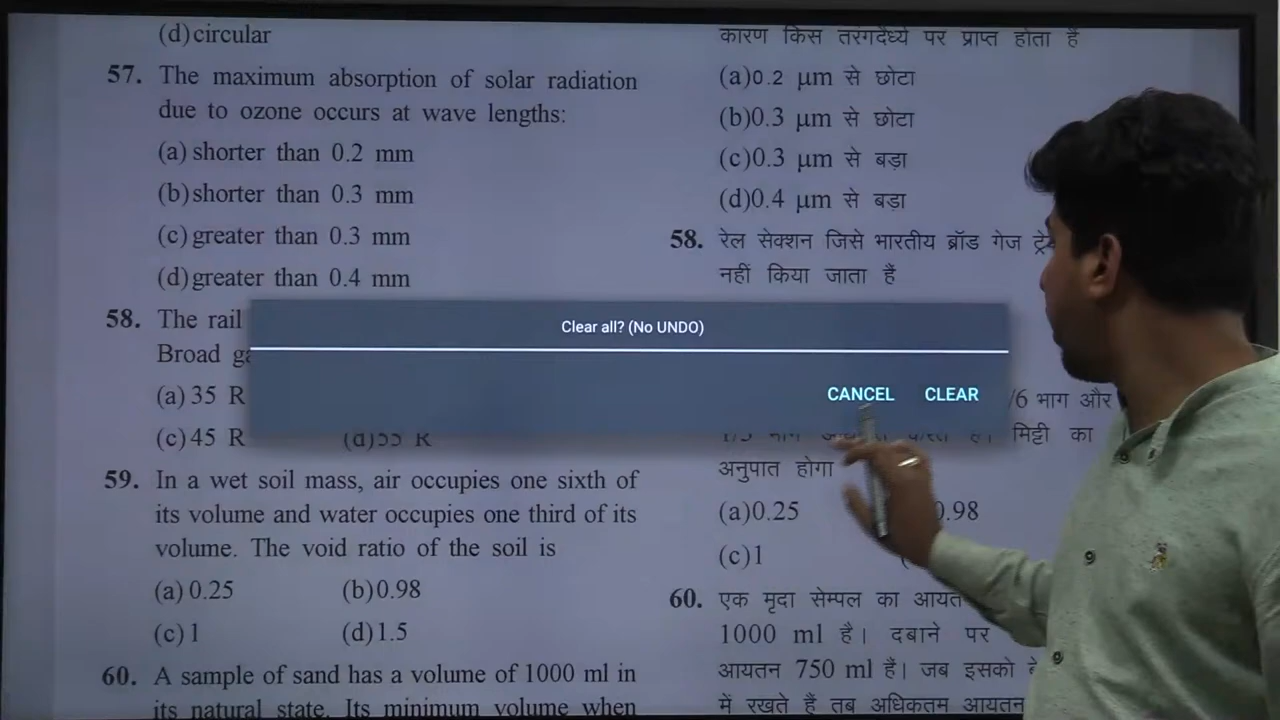 (d) circular
57. The maximum absorption of solar radiation
due to ozone occurs at wave lengths:
(a) shorter than 0.2 mm
(b) shorter than 0.3 mm
(c) greater than 0.3 mm
(d) greater than 0.4 mm
58. The rail
Broad
(a) 35 R
(c) 45 R (d) 55 R
59. In a wet soil mass, air occupies one sixth of
its volume and water occupies one third of its
volume. The void ratio of the soil is
(a) 0.25 (b) 0.98
(c) 1 (d) 1.5
60. A sample of sand has a volume of 1000 ml in
its natural state. Its minimum volume when
कारण किस तरंगदैर्ध्य पर प्राप्त होता है
(a) 0.2 μm से छोटा
(b) 0.3 μm से छोटा
(c) 0.3 μm से बड़ा
(d) 0.4 μm से बड़ा
58. रेल सेक्शन जिसे भारतीय ब्रॉड गेज
नहीं किया जाता हैं
/6 भाग और
1/3 भाग मिट्टी का
अनुपात होगा
(a) 0.25 0.98
(c) 1
60. एक मृदा सेम्पल का
1000 ml है। दबाने पर
आयतन 750 ml हैं। जब इसको
में रखते हैं तब अधिकतम आयतन
Clear all? (No UNDO)
CANCEL CLEAR